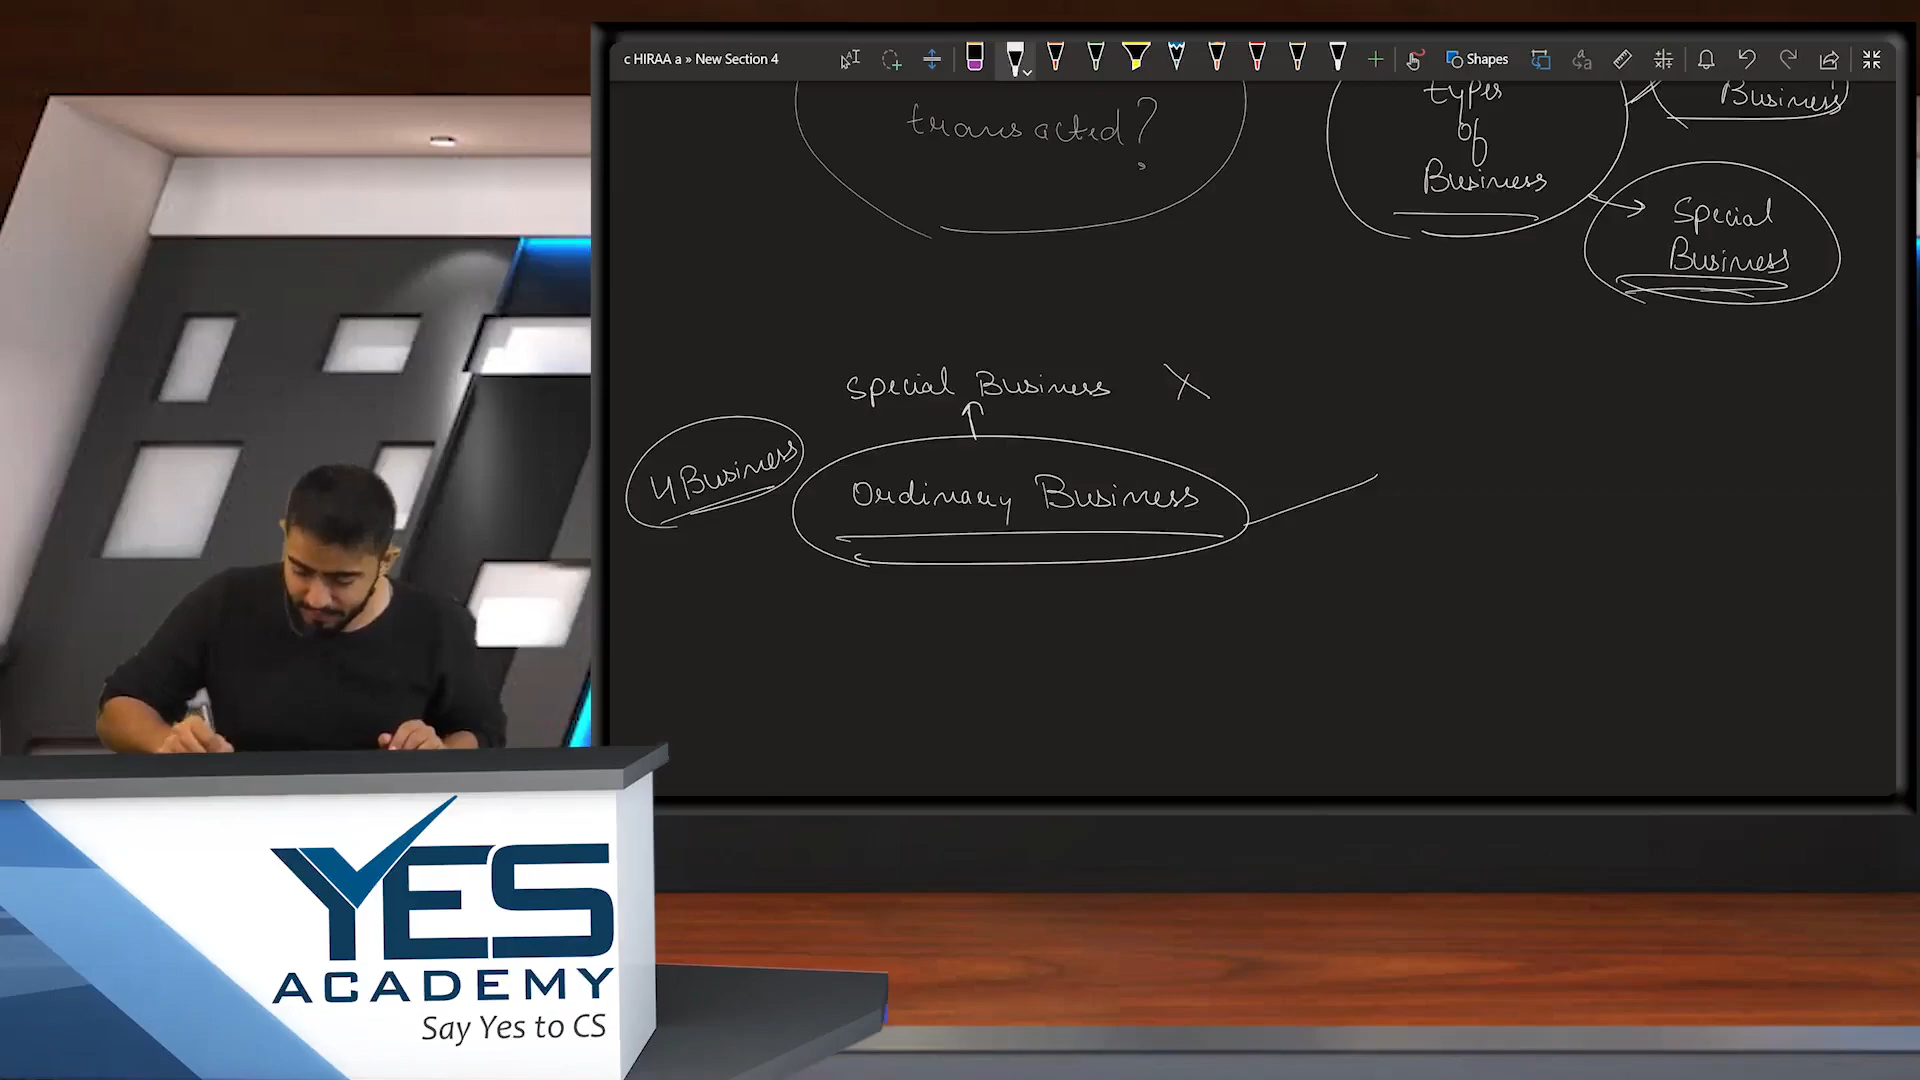 c HIRAA a » New Section 4
Shapes
transacted?
types
of
Business
Business
Special
Business
special Business X
4 Business
Ordinary Business
YES
ACADEMY
Say Yes to CS